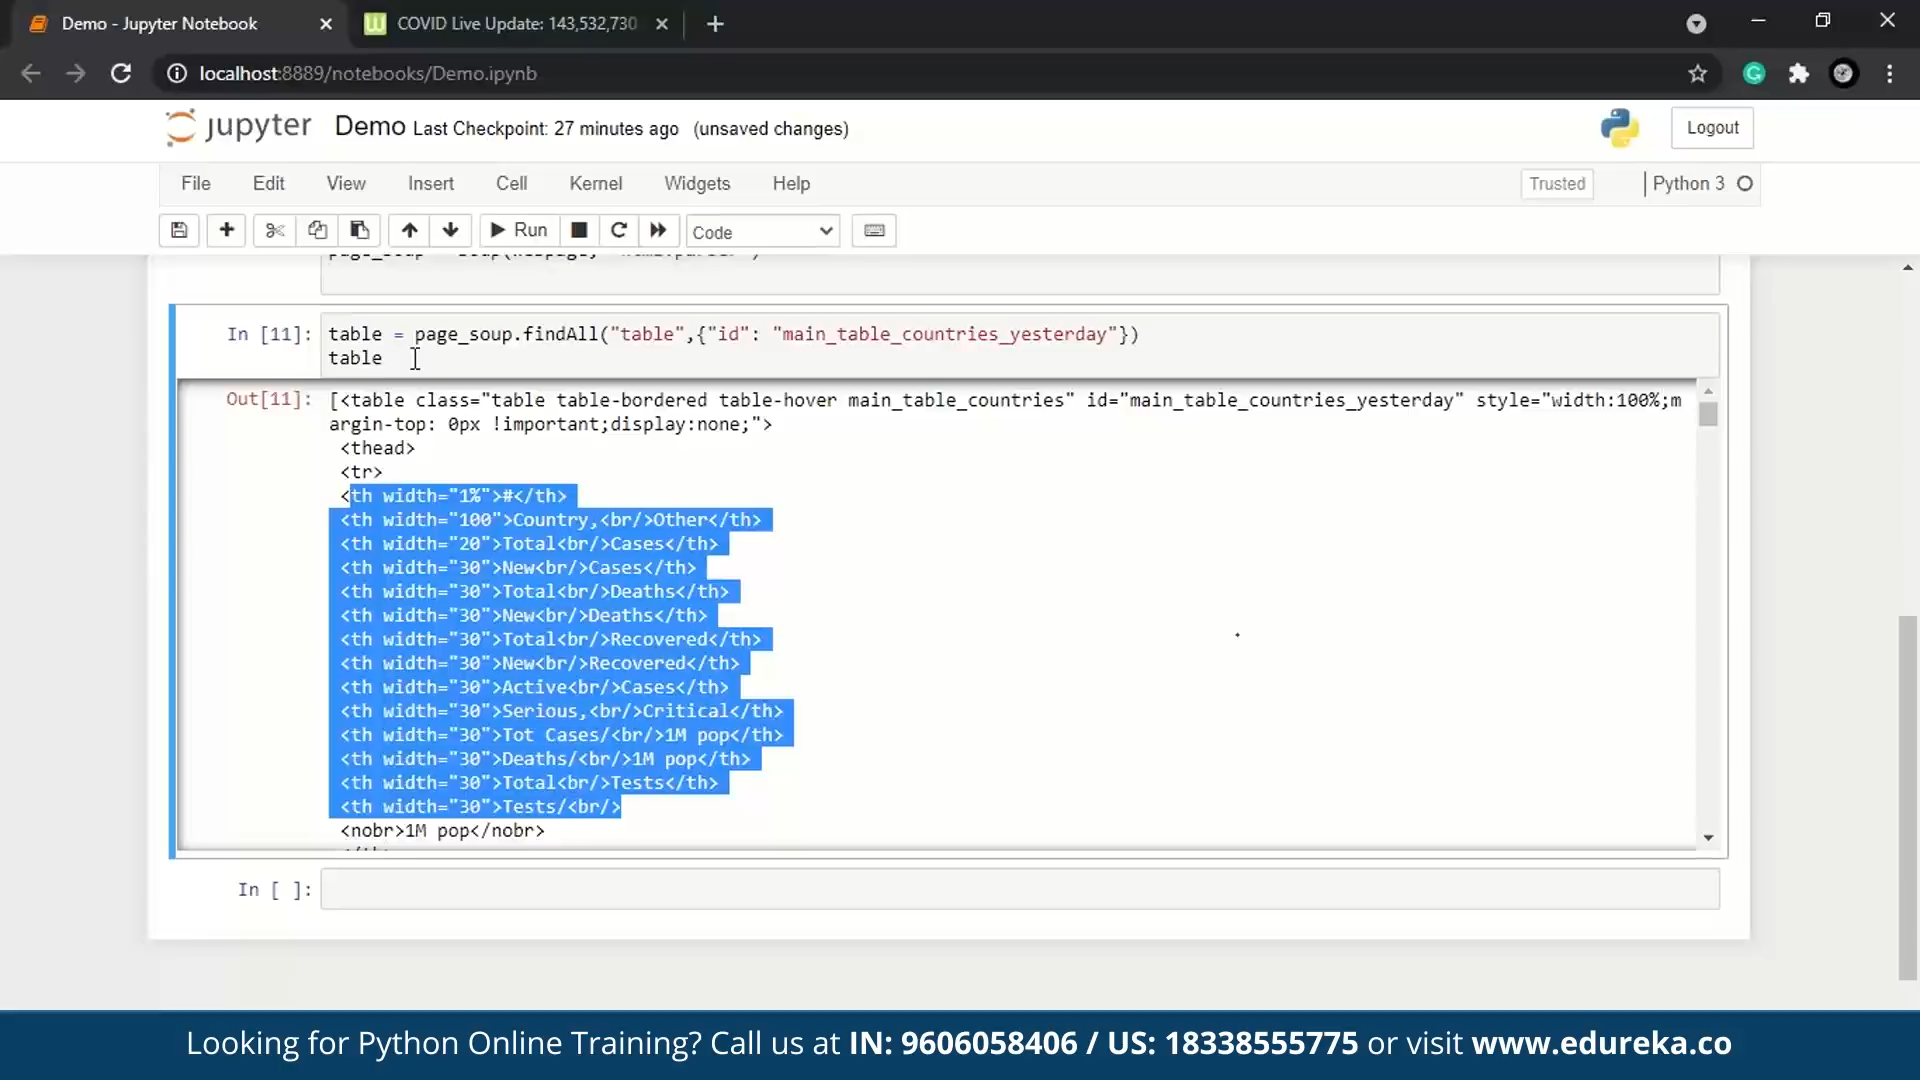 Demo - Jupyter Notebook
COVID Live Update: 143,532,730
localhost:8889/notebooks/Demo.ipynb
jupyter Demo Last Checkpoint: 27 minutes ago (unsaved changes)
Logout
File Edit View Insert Cell Kernel Widgets Help
Trusted
Python 3
Run
Code
In [11]: table = page_soup.findAll("table",{"id": "main_table_countries_yesterday"})
table
Out[11]: [<table class="table table-bordered table-hover main_table_countries" id="main_table_countries_yesterday" style="width:100%;m
argin-top: 0px !important;display:none;">
<thead>
<tr>
<th width="1%">#</th>
<th width="100">Country,<br/>Other</th>
<th width="20">Total<br/>Cases</th>
<th width="30">New<br/>Cases</th>
<th width="30">Total<br/>Deaths</th>
<th width="30">New<br/>Deaths</th>
<th width="30">Total<br/>Recovered</th>
<th width="30">New<br/>Recovered</th>
<th width="30">Active<br/>Cases</th>
<th width="30">Serious,<br/>Critical</th>
<th width="30">Tot Cases/<br/>1M pop</th>
<th width="30">Deaths/<br/>1M pop</th>
<th width="30">Total<br/>Tests</th>
<th width="30">Tests/<br/>
<nobr>1M pop</nobr>
In [ ]:
Looking for Python Online Training? Call us at IN: 9606058406 / US: 18338555775 or visit www.edureka.co